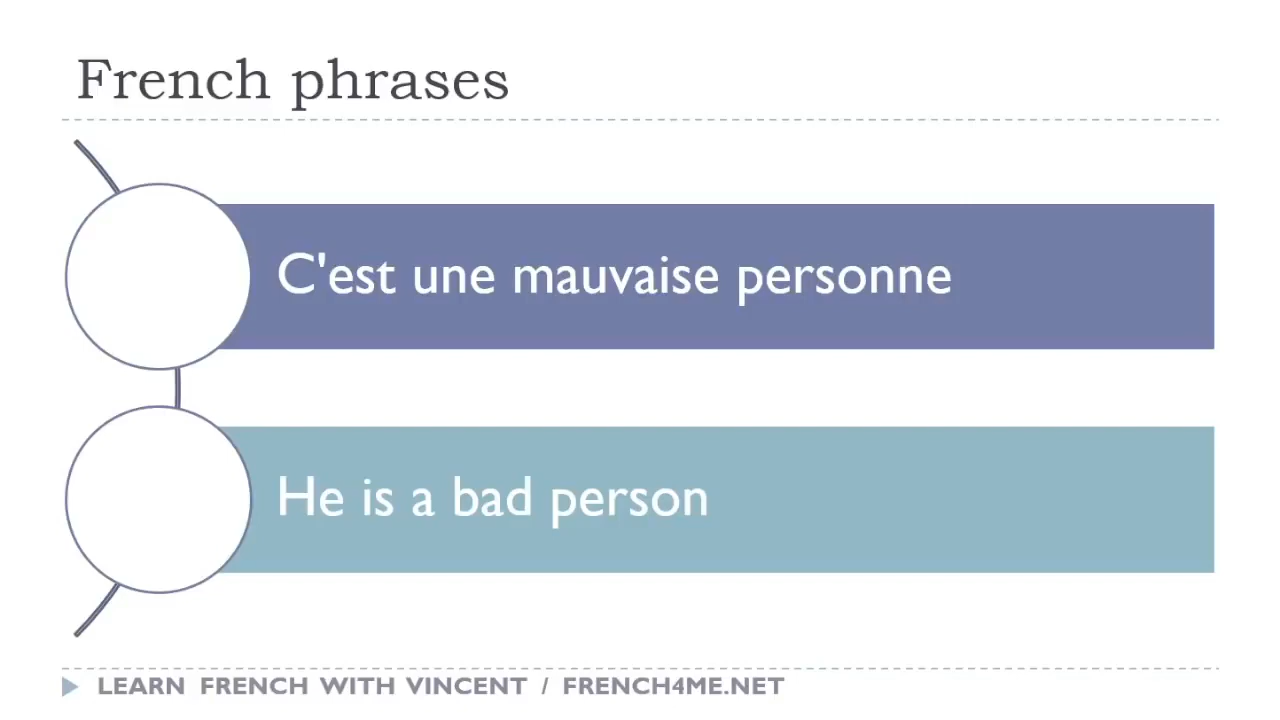 French phrases
C'est une mauvaise personne
He is a bad person
LEARN FRENCH WITH VINCENT / FRENCH4ME.NET